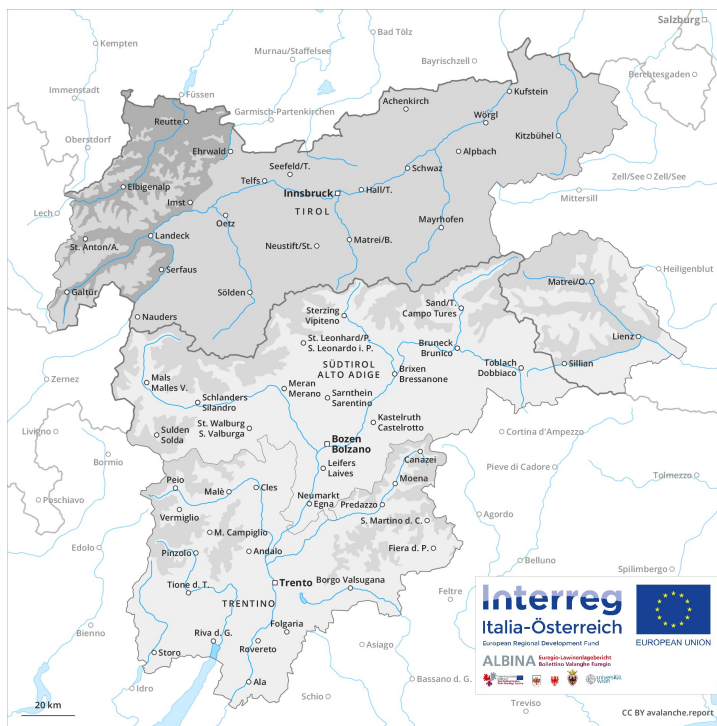 Salzburg
Kempten
Bad Tölz
Murnau/Staffelsee
Bayrischzell
Berchtesgaden
Immenstadt
Füssen
Garmisch-Partenkirchen
Achenkirch
Kufstein
Reutte
Wörgl
Oberstdorf
Ehrwald
Kitzbühel
Alpbach
Seefeld/T.
Schwaz
Zell/See
Zell/See
Telfs
Elbigenalp
Innsbruck
Hall/T.
Mittersill
Imst
TIROL
Lech
Oetz
Mayrhofen
St. Anton/A.
Landeck
Neustift/St.
Matrei/B.
Serfaus
Heiligenblut
Galtür
Sölden
Matrei/O.
Nauders
Sterzing
Vipiteno
Sand/T.
Campo Tures
St. Leonhard/P.
S. Leonardo i. P.
Bruneck
Brunico
Lienz
Toblach
Dobbiaco
Sillian
SÜDTIROL
ALTO ADIGE
Brixen
Bressanone
Zernez
Mals
Malles V.
Meran
Merano
Schlanders
Silandro
Sarnthein
Sarentino
St. Walburg
S. Valburga
Kastelruth
Castelrotto
Livigno
Sulden
Solda
Bozen
Bolzano
Cortina d'Ampezzo
Bormio
Canazei
Leifers
Laives
Pieve di Cadore
Tolmezzo
Peio
Moena
Poschiavo
Malè
Cles
Neumarkt
Egna
Predazzo
Vermiglio
Agordo
S. Martino d. C.
M. Campiglio
Edolo
Pinzolo
Andalo
Fiera d. P.
Belluno
Spilimbergo
Tione d. T.
Trento
Borgo Valsugana
Feltre
TRENTINO
Folgaria
Bienno
Riva d. G.
Rovereto
Asiago
Storo
Idro
Ala
Bassano d. G.
Schio
Treviso
20 km
Interreg
Italia-Österreich
European Regional Development Fund
EUROPEAN UNION
ALBINA Euregio-Lawinenlagebericht
Bollettino Valanghe Euregio
universität
wien
CC BY avalanche.report